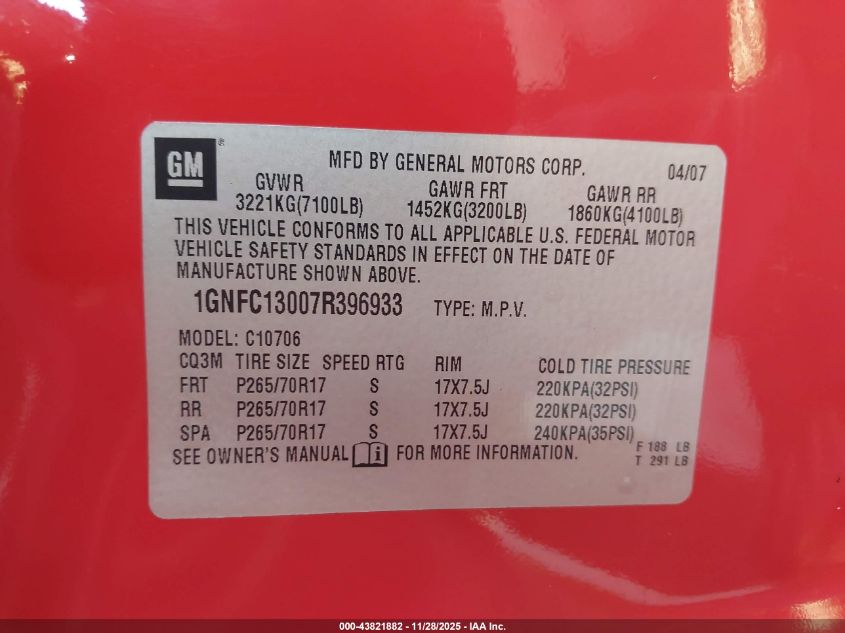 GM®
MFD BY GENERAL MOTORS CORP. 04/07
GVWR GAWR FRT GAWR RR
3221KG(7100LB) 1452KG(3200LB) 1860KG(4100LB)
THIS VEHICLE CONFORMS TO ALL APPLICABLE U.S. FEDERAL MOTOR
VEHICLE SAFETY STANDARDS IN EFFECT ON THE DATE OF
MANUFACTURE SHOWN ABOVE.
1GNFC13007R396933 TYPE: M.P.V.
MODEL: C10706
CQ3M TIRE SIZE SPEED RTG RIM COLD TIRE PRESSURE
FRT P265/70R17 S 17X7.5J 220KPA(32PSI)
RR P265/70R17 S 17X7.5J 220KPA(32PSI)
SPA P265/70R17 S 17X7.5J 240KPA(35PSI)
SEE OWNER'S MANUAL i FOR MORE INFORMATION.
F 188 LB
T 291 LB
000-43821882 - 11/28/2025 - IAA Inc.